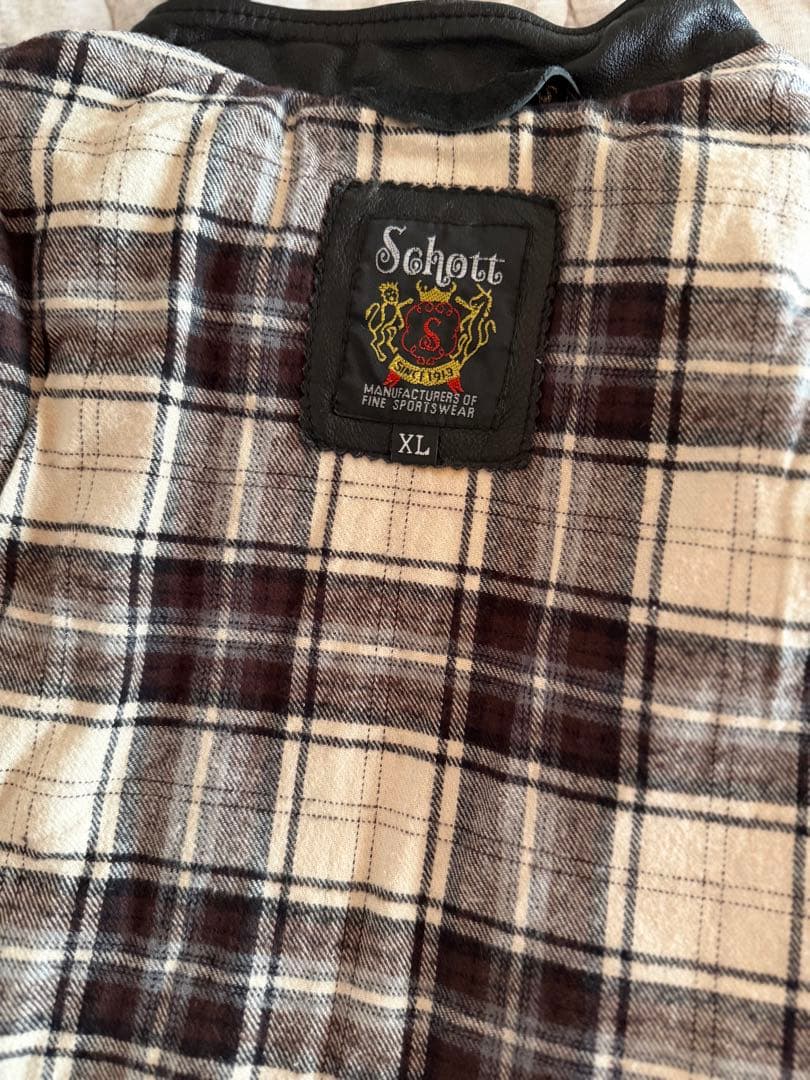 Schott
S
SINCE 1913
MANUFACTURERS OF
FINE SPORTSWEAR
XL